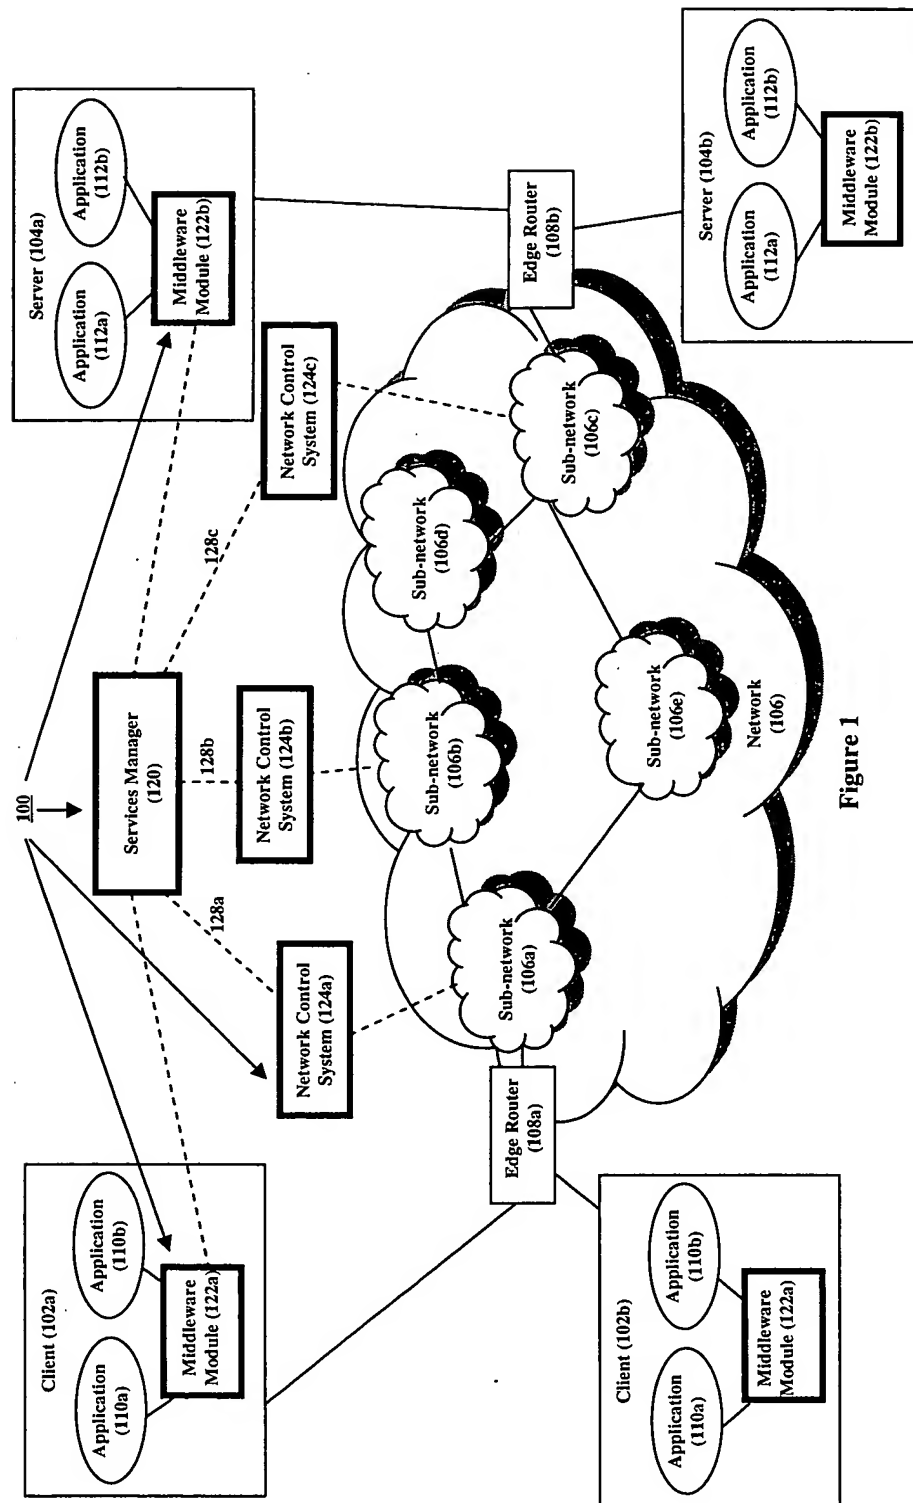 100
Client (102a)
Application
(110a)
Application
(110b)
Middleware
Module (122a)
Services Manager
(120)
Server (104a)
Application
(112a)
Application
(112b)
Middleware
Module (122b)
128a
128b
128c
Network Control
System (124a)
Network Control
System (124b)
Network Control
System (124c)
Sub-network
(106a)
Sub-network
(106b)
Sub-network
(106d)
Sub-network
(106c)
Sub-network
(106e)
Network
(106)
Edge Router
(108a)
Edge Router
(108b)
Client (102b)
Application
(110a)
Application
(110b)
Middleware
Module (122a)
Server (104b)
Application
(112a)
Application
(112b)
Middleware
Module (122b)
Figure 1